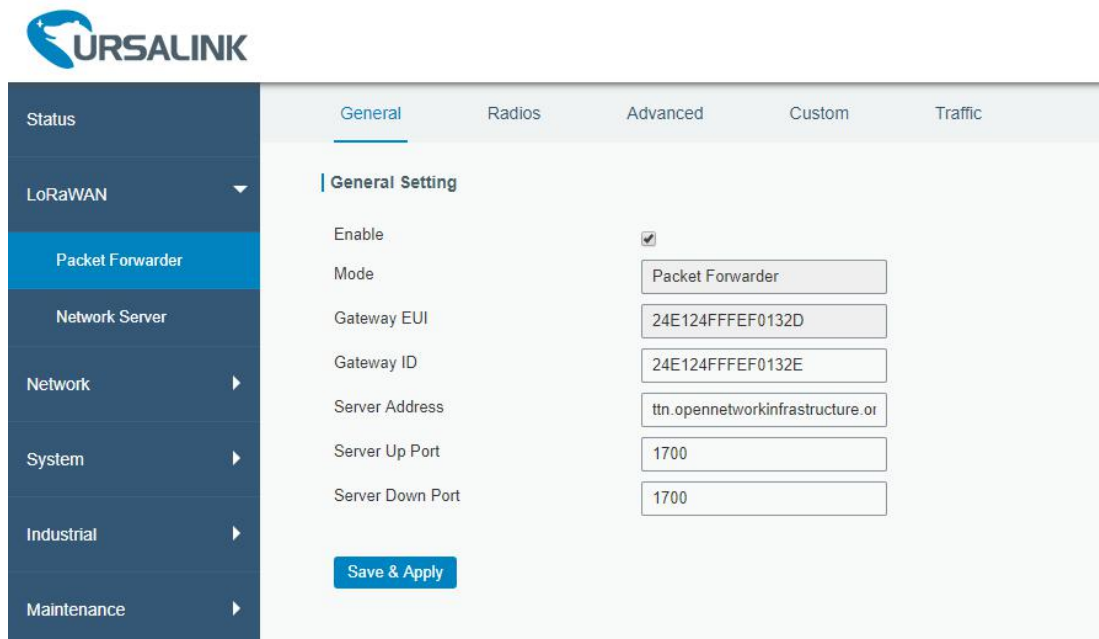 URSALINK
Status
LoRaWAN
Packet Forwarder
Network Server
Network
System
Industrial
Maintenance
General Radios Advanced Custom Traffic
General Setting
Enable
Mode Packet Forwarder
Gateway EUI 24E124FFFEF0132D
Gateway ID 24E124FFFEF0132E
Server Address ttn.opennetworkinfrastructure.or
Server Up Port 1700
Server Down Port 1700
Save & Apply